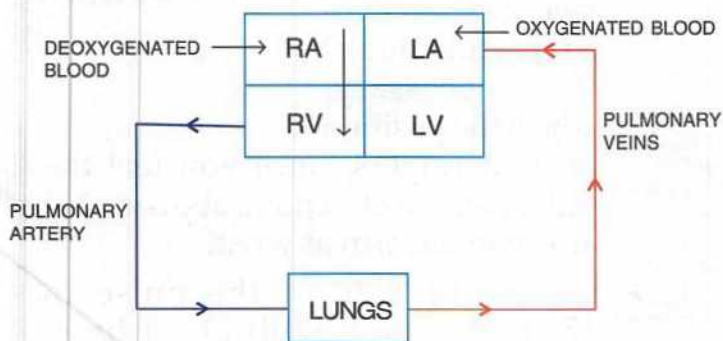 DEOXYGENATED
BLOOD
RA
LA
OXYGENATED BLOOD
RV
LV
PULMONARY
VEINS
PULMONARY
ARTERY
LUNGS